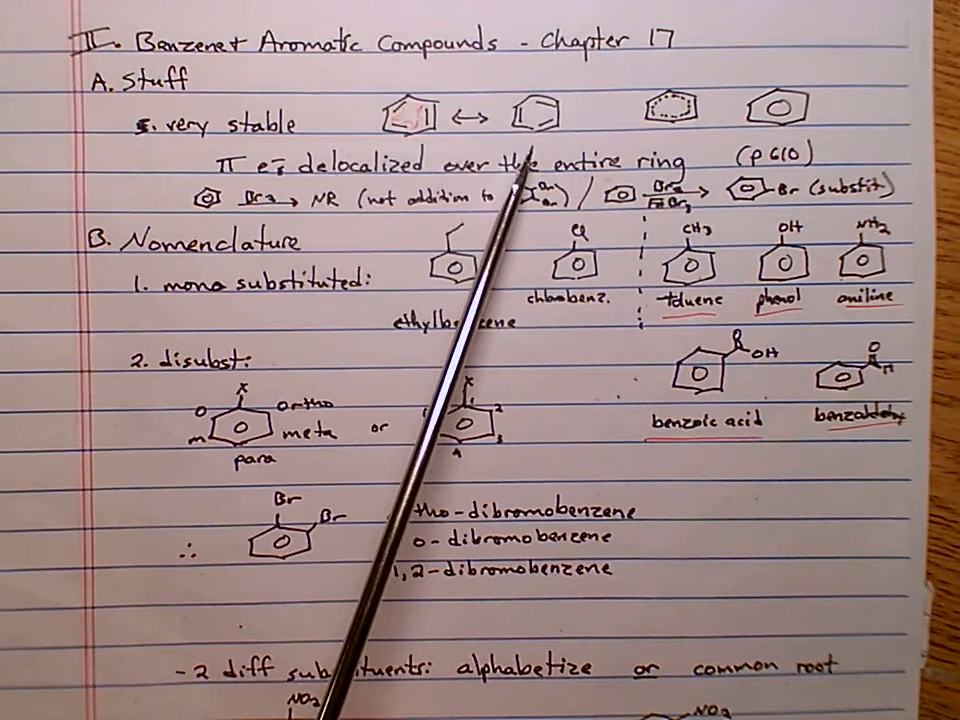 II. Benzene + Aromatic Compounds - Chapter 17
A. Stuff
very stable
π e⁻s delocalized over the entire ring (p 610)
Br₂ → NR (not addition to Br Br) / Br₂ FeBr₃ → Br (substit)
B. Nomenclature
Cl CH₃ OH NH₂
1. mono substituted:
chlorobenz. toluene phenol aniline
ethylbenzene
2. disubst:
O OH O H
benzoic acid
X X
O ortho 1 2
m meta or 3
para 4
Br Br
tho-dibromobenzene
∴ o-dibromobenzene
1,2-dibromobenzene
- 2 diff substituents: alphabetize or common root
NO₂ NO₂